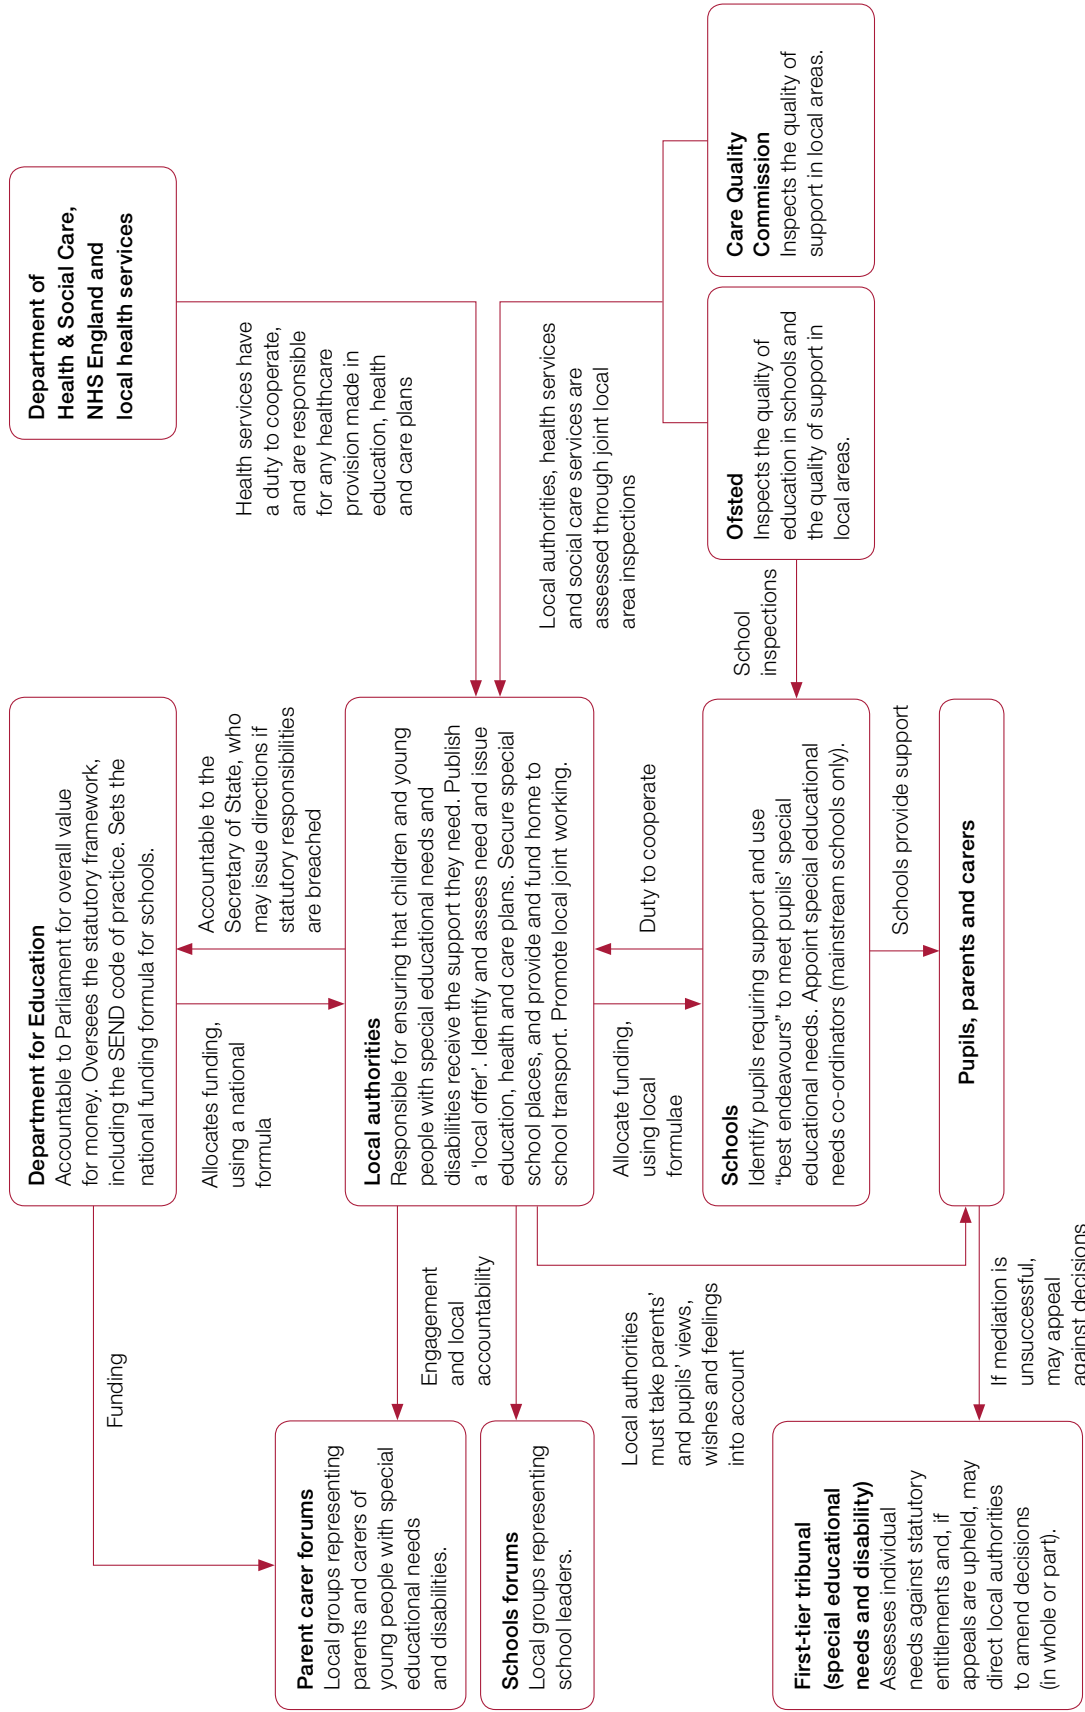 Department for Education
Accountable to Parliament for overall value
for money. Oversees the statutory framework,
including the SEND code of practice. Sets the
national funding formula for schools.
Department of
Health & Social Care,
NHS England and
local health services
Funding
Allocates funding,
using a national
formula
Accountable to the
Secretary of State, who
may issue directions if
statutory responsibilities
are breached
Health services have
a duty to cooperate,
and are responsible
for any healthcare
provision made in
education, health
and care plans
Parent carer forums
Local groups representing
parents and carers of
young people with special
educational needs
and disabilities.
Engagement
and local
accountability
Schools forums
Local groups representing
school leaders.
Local authorities
Responsible for ensuring that children and young
people with special educational needs and
disabilities receive the support they need. Publish
a ‘local offer’. Identify and assess need and issue
education, health and care plans. Secure special
school places, and provide and fund home to
school transport. Promote local joint working.
Local authorities, health services
and social care services are
assessed through joint local
area inspections
Local authorities
must take parents’
and pupils’ views,
wishes and feelings
into account
Allocate funding,
using local
formulae
Duty to cooperate
Schools
Identify pupils requiring support and use
“best endeavours” to meet pupils’ special
educational needs. Appoint special educational
needs co-ordinators (mainstream schools only).
School
inspections
Ofsted
Inspects the quality of
education in schools and
the quality of support in
local areas.
Care Quality
Commission
Inspects the quality of
support in local areas.
Schools provide support
First-tier tribunal
(special educational
needs and disability)
Assesses individual
needs against statutory
entitlements and, if
appeals are upheld, may
direct local authorities
to amend decisions
(in whole or part).
If mediation is
unsuccessful,
may appeal
against decisions
Pupils, parents and carers